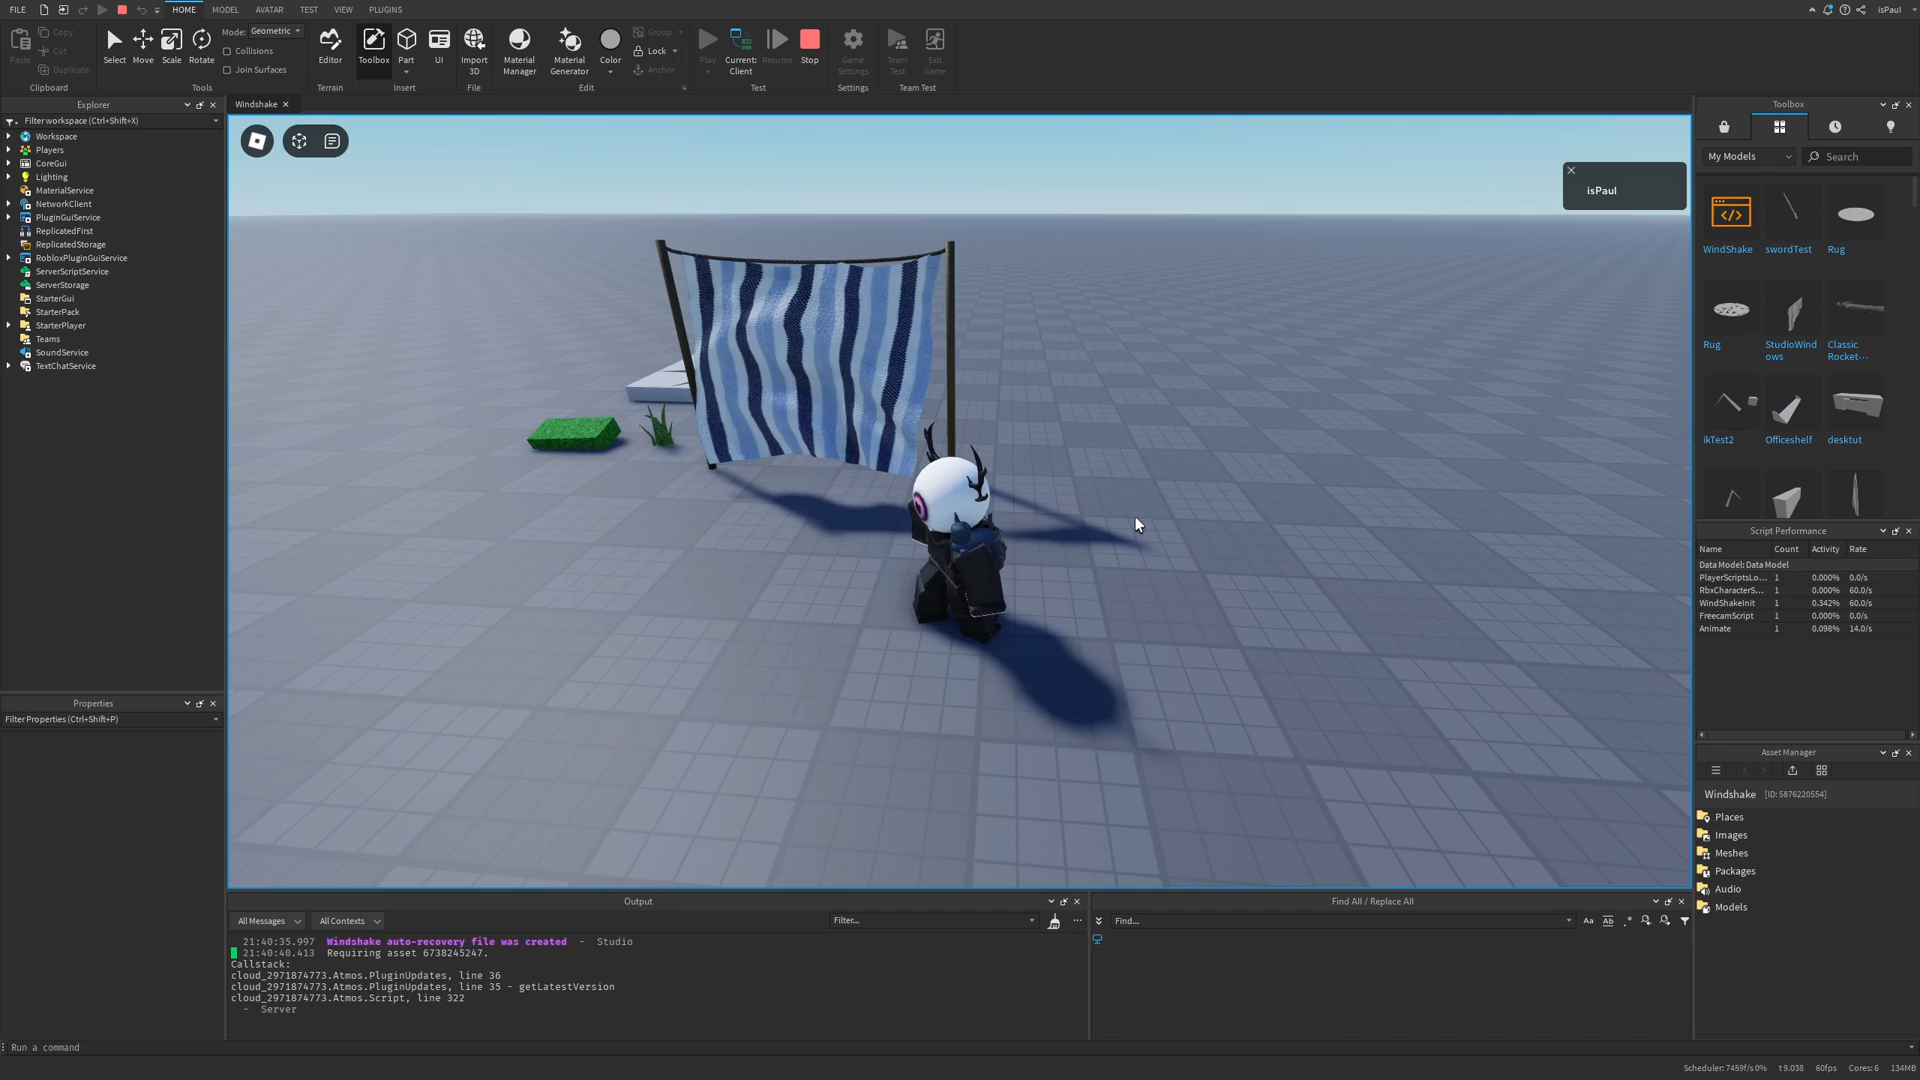 FILE HOME MODEL AVATAR TEST VIEW PLUGINS isPaul
Paste Copy Cut Duplicate
Clipboard
Select Move Scale Rotate
Mode: Geometric
Collisions
Join Surfaces
Tools
Editor
Terrain
Toolbox Part UI
Insert
Import 3D
File
Material Manager Material Generator Color
Group
Lock
Anchor
Edit
Play Current: Client Resume Stop
Test
Game Settings
Settings
Team Test Exit Game
Team Test
Explorer
Filter workspace (Ctrl+Shift+X)
Workspace
Players
CoreGui
Lighting
MaterialService
NetworkClient
PluginGuiService
ReplicatedFirst
ReplicatedStorage
RobloxPluginGuiService
ServerScriptService
ServerStorage
StarterGui
StarterPack
StarterPlayer
Teams
SoundService
TextChatService
Properties
Filter Properties (Ctrl+Shift+P)
Windshake
isPaul
Toolbox
My Models Search
WindShake swordTest Rug
Rug StudioWindows Classic Rocket...
ikTest2 Officeshelf desktut
Script Performance
Name Count Activity Rate
Data Model: Data Model
PlayerScriptsLo... 1 0.000% 0.0/s
RbxCharacterS... 1 0.000% 60.0/s
WindShakeInit 1 0.342% 60.0/s
FreecamScript 1 0.000% 0.0/s
Animate 1 0.098% 14.0/s
Asset Manager
Windshake [ID: 5876220554]
Places
Images
Meshes
Packages
Audio
Models
Output
All Messages All Contexts Filter...
21:40:35.997 Windshake auto-recovery file was created - Studio
21:40:40.413 Requiring asset 6738245247.
Callstack:
cloud_2971874773.Atmos.PluginUpdates, line 36
cloud_2971874773.Atmos.PluginUpdates, line 35 - getLatestVersion
cloud_2971874773.Atmos.Script, line 322
- Server
Find All / Replace All
Find... Aa Ab .*
Run a command
Scheduler: 7459f/s 0% t 9.038 60fps Cores: 6 134MB